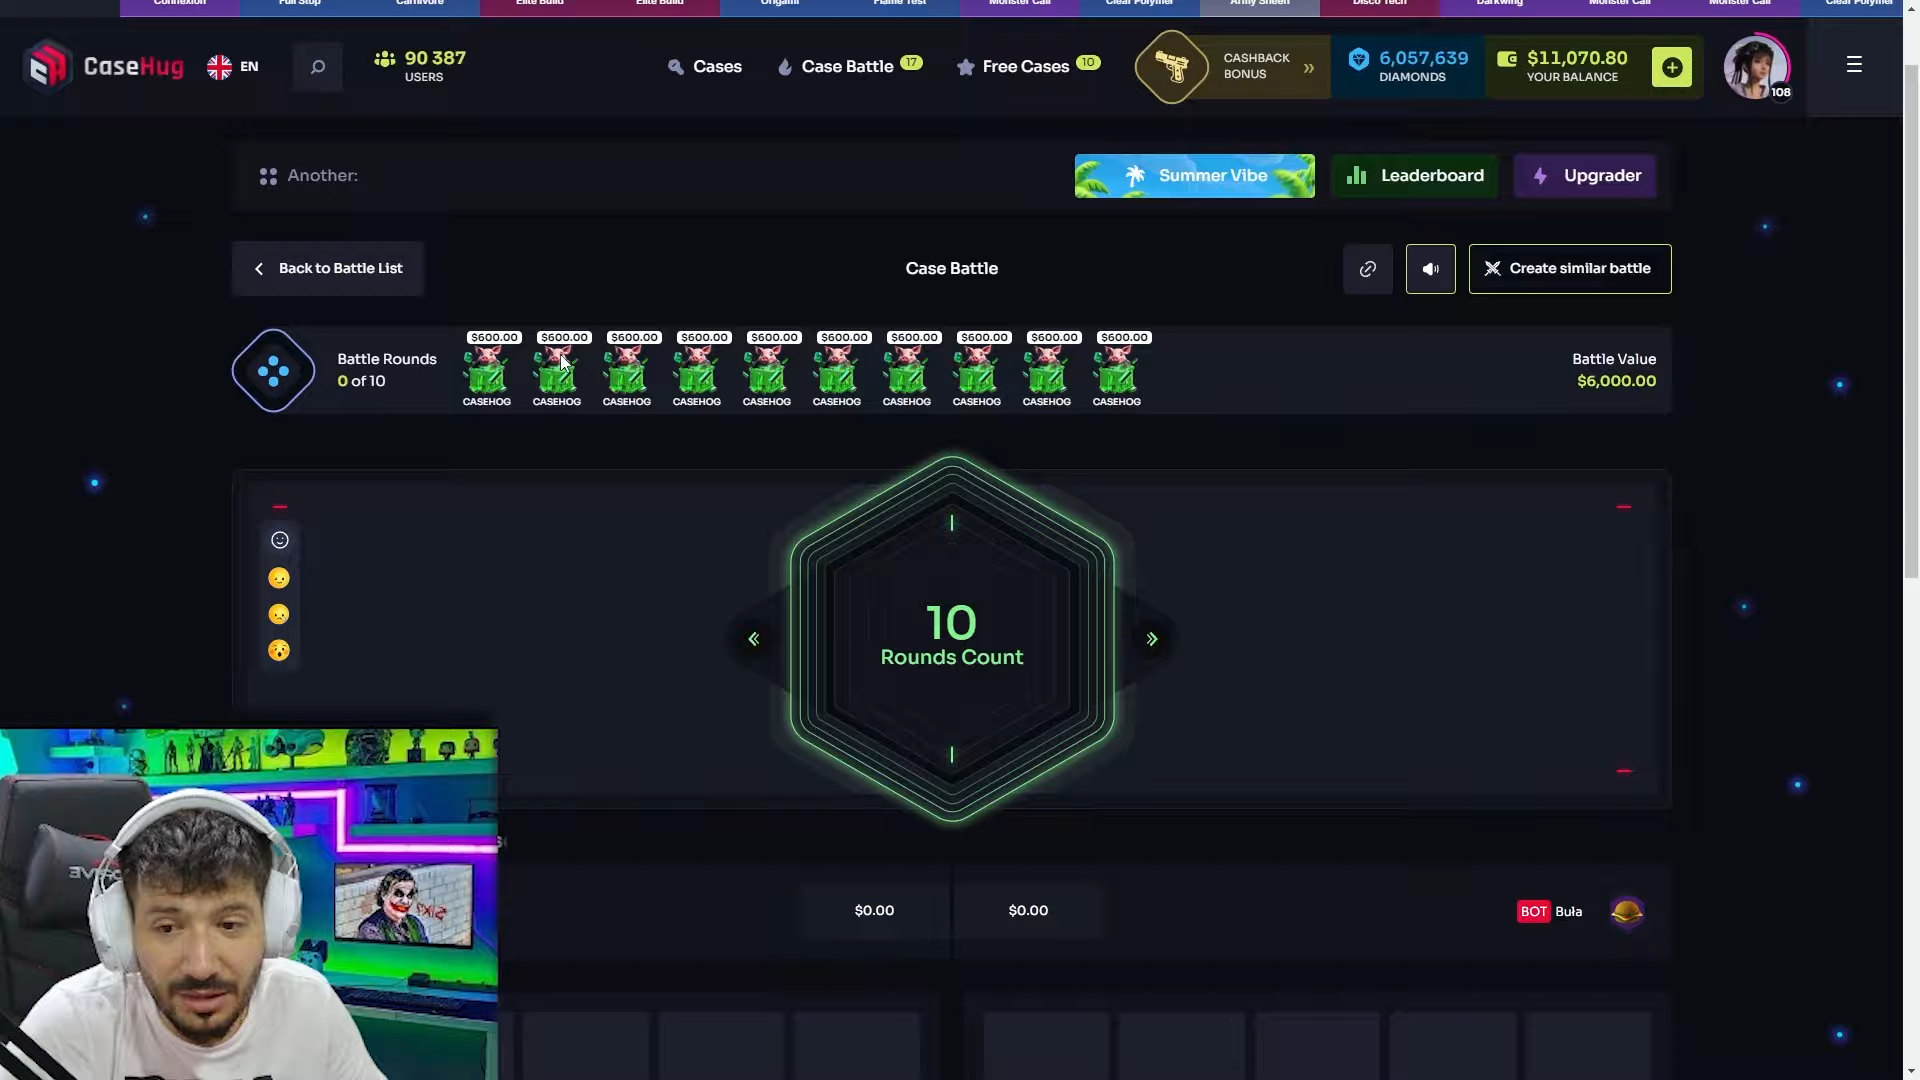 Connexion Full Stop Carnivore Elite Build Elite Build Origami Flame Test Monster Call Clear Polymer Army Sheen Disco Tech Darkwing Monster Call Monster Call Clear Polymer
CaseHug
EN
90 387
USERS
Cases
Case Battle 17
Free Cases 10
CASHBACK
BONUS
6,057,639
DIAMONDS
$11,070.80
YOUR BALANCE
108
Another:
Summer Vibe
Leaderboard
Upgrader
Back to Battle List
Case Battle
Create similar battle
Battle Rounds
0 of 10
$600.00 $600.00 $600.00 $600.00 $600.00 $600.00 $600.00 $600.00 $600.00 $600.00
CASEHOG CASEHOG CASEHOG CASEHOG CASEHOG CASEHOG CASEHOG CASEHOG CASEHOG CASEHOG
Battle Value
$6,000.00
10
Rounds Count
$0.00
$0.00
BOT Buła